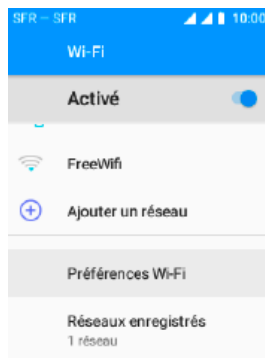 SFR — SFR 10:00
Wi-Fi
Activé
FreeWifi
Ajouter un réseau
Préférences Wi-Fi
Réseaux enregistrés
1 réseau